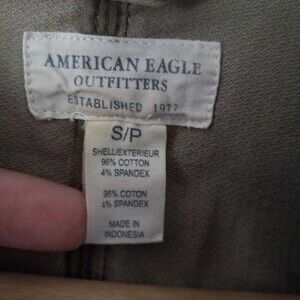 AMERICAN EAGLE
OUTFITTERS
ESTABLISHED 1977
S/P
SHELL/EXTERIEUR
96% COTTON
4% SPANDEX
96% COTON
4% SPANDEX
MADE IN
INDONESIA